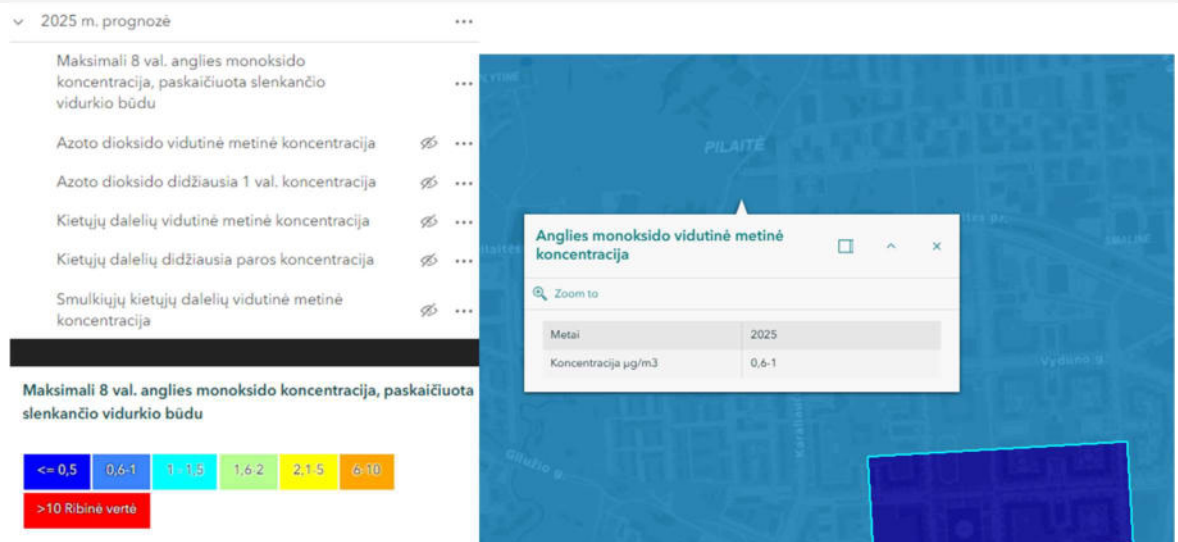 2025 m. prognozė
Maksimali 8 val. anglies monoksido
koncentracija, paskaičiuota slenkančio
vidurkio būdu
Azoto dioksido vidutinė metinė koncentracija
Azoto dioksido didžiausia 1 val. koncentracija
Kietųjų dalelių vidutinė metinė koncentracija
Kietųjų dalelių didžiausia paros koncentracija
Smulkiųjų kietųjų dalelių vidutinė metinė
koncentracija
Maksimali 8 val. anglies monoksido koncentracija, paskaičiuota
slenkančio vidurkio būdu
<= 0,5 0,6-1 1 - 1,5 1,6-2 2,1-5 6-10
>10 Ribinė vertė
PILAITĖ
Anglies monoksido vidutinė metinė
koncentracija
Zoom to
Metai 2025
Koncentracija µg/m3 0,6-1
Vydūno g.
Gilužio g.